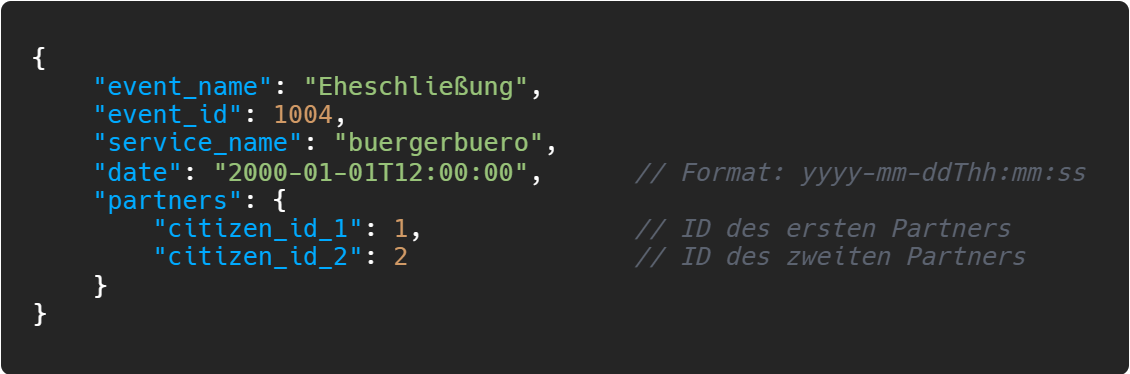 {
    "event_name": "Eheschließung",
    "event_id": 1004,
    "service_name": "buergerbuero",
    "date": "2000-01-01T12:00:00",      // Format: yyyy-mm-ddThh:mm:ss
    "partners": {
        "citizen_id_1": 1,              // ID des ersten Partners
        "citizen_id_2": 2               // ID des zweiten Partners
    }
}